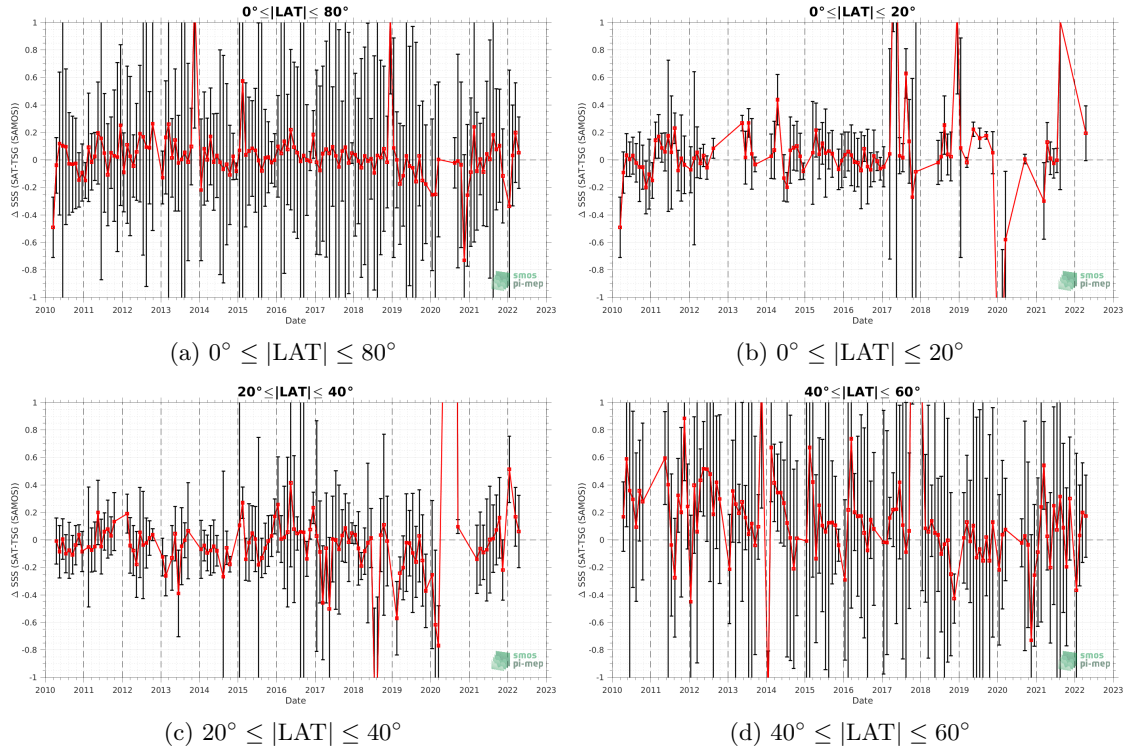 0°≤|LAT|≤ 80°
Δ SSS (SAT-TSG (SAMOS))
1
0.8
0.6
0.4
0.2
0
-0.2
-0.4
-0.6
-0.8
-1
2010 2011 2012 2013 2014 2015 2016 2017 2018 2019 2020 2021 2022 2023
Date
smos
pi-mep
(a) 0° ≤ |LAT| ≤ 80°
0°≤|LAT|≤ 20°
Δ SSS (SAT-TSG (SAMOS))
1
0.8
0.6
0.4
0.2
0
-0.2
-0.4
-0.6
-0.8
-1
2010 2011 2012 2013 2014 2015 2016 2017 2018 2019 2020 2021 2022 2023
Date
smos
pi-mep
(b) 0° ≤ |LAT| ≤ 20°
20°≤|LAT|≤ 40°
Δ SSS (SAT-TSG (SAMOS))
1
0.8
0.6
0.4
0.2
0
-0.2
-0.4
-0.6
-0.8
-1
2010 2011 2012 2013 2014 2015 2016 2017 2018 2019 2020 2021 2022 2023
Date
smos
pi-mep
(c) 20° ≤ |LAT| ≤ 40°
40°≤|LAT|≤ 60°
Δ SSS (SAT-TSG (SAMOS))
1
0.8
0.6
0.4
0.2
0
-0.2
-0.4
-0.6
-0.8
-1
2010 2011 2012 2013 2014 2015 2016 2017 2018 2019 2020 2021 2022 2023
Date
smos
pi-mep
(d) 40° ≤ |LAT| ≤ 60°